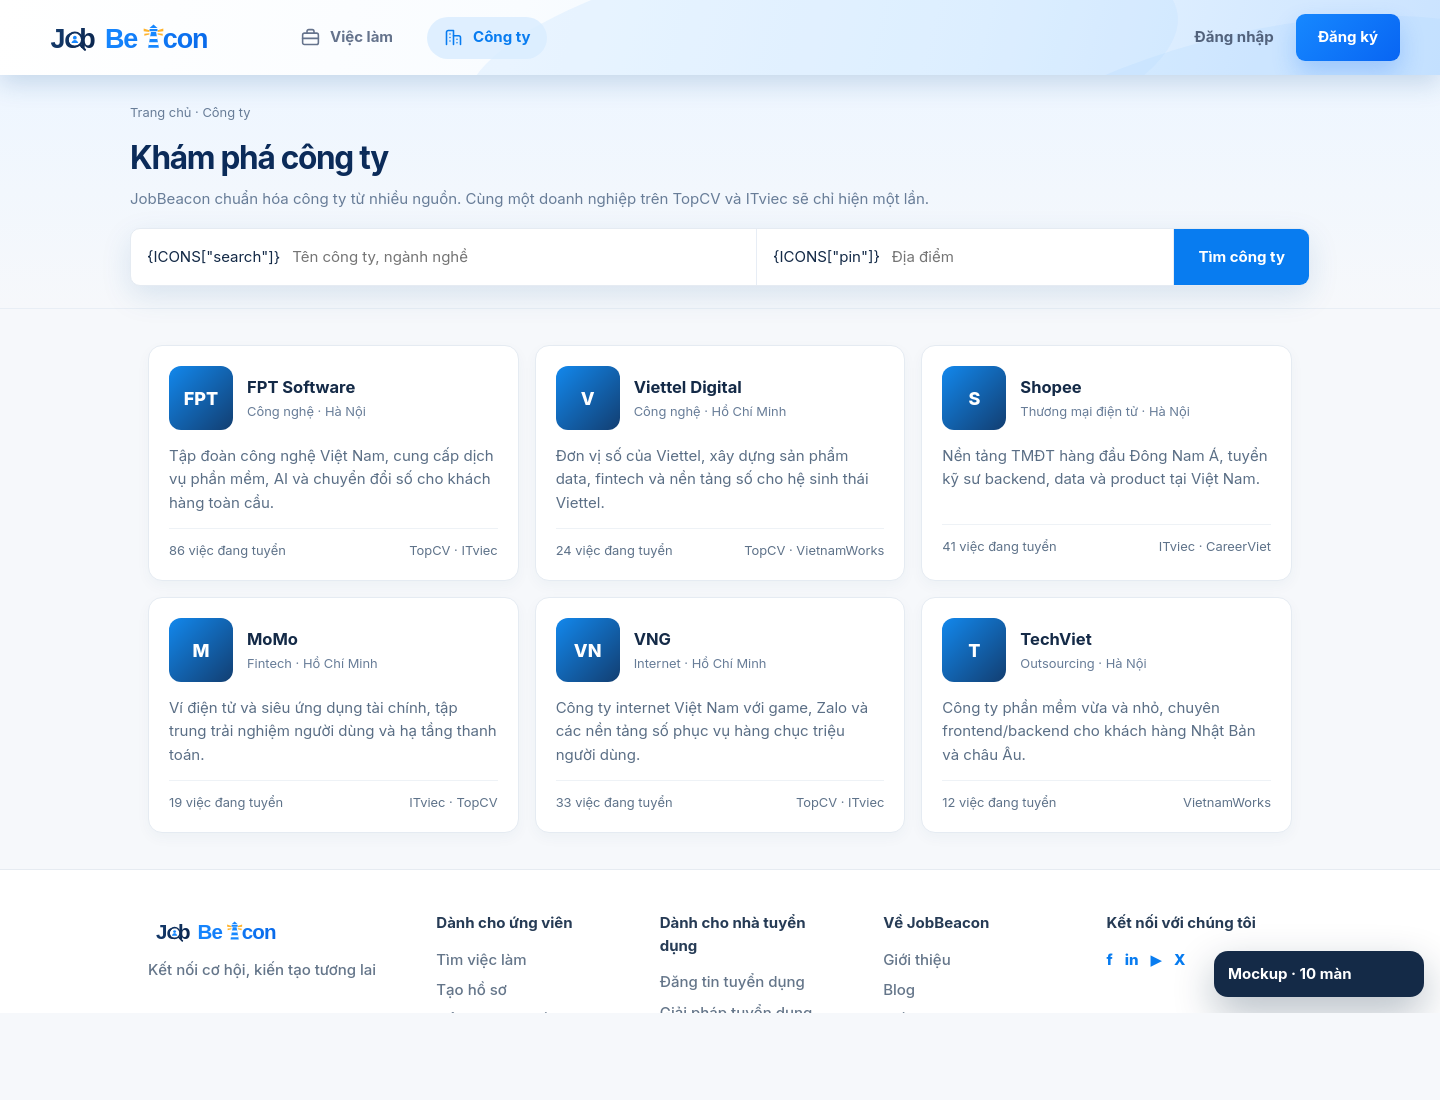 Job Beacon
Việc làm
Công ty
Đăng nhập
Đăng ký
Trang chủ · Công ty
Khám phá công ty
JobBeacon chuẩn hóa công ty từ nhiều nguồn. Cùng một doanh nghiệp trên TopCV và ITviec sẽ chỉ hiện một lần.
{ICONS["search"]} Tên công ty, ngành nghề
{ICONS["pin"]} Địa điểm
Tìm công ty
FPT
FPT Software
Công nghệ · Hà Nội
Tập đoàn công nghệ Việt Nam, cung cấp dịch
vụ phần mềm, AI và chuyển đổi số cho khách
hàng toàn cầu.
86 việc đang tuyển
TopCV · ITviec
V
Viettel Digital
Công nghệ · Hồ Chí Minh
Đơn vị số của Viettel, xây dựng sản phẩm
data, fintech và nền tảng số cho hệ sinh thái
Viettel.
24 việc đang tuyển
TopCV · VietnamWorks
S
Shopee
Thương mại điện tử · Hà Nội
Nền tảng TMĐT hàng đầu Đông Nam Á, tuyển
kỹ sư backend, data và product tại Việt Nam.
41 việc đang tuyển
ITviec · CareerViet
M
MoMo
Fintech · Hồ Chí Minh
Ví điện tử và siêu ứng dụng tài chính, tập
trung trải nghiệm người dùng và hạ tầng thanh
toán.
19 việc đang tuyển
ITviec · TopCV
VN
VNG
Internet · Hồ Chí Minh
Công ty internet Việt Nam với game, Zalo và
các nền tảng số phục vụ hàng chục triệu
người dùng.
33 việc đang tuyển
TopCV · ITviec
T
TechViet
Outsourcing · Hà Nội
Công ty phần mềm vừa và nhỏ, chuyên
frontend/backend cho khách hàng Nhật Bản
và châu Âu.
12 việc đang tuyển
VietnamWorks
Job Beacon
Kết nối cơ hội, kiến tạo tương lai
Dành cho ứng viên
Tìm việc làm
Tạo hồ sơ
Dành cho nhà tuyển
dụng
Đăng tin tuyển dụng
Giải pháp tuyển dụng
Về JobBeacon
Giới thiệu
Blog
Kết nối với chúng tôi
f in ▶ X
Mockup · 10 màn